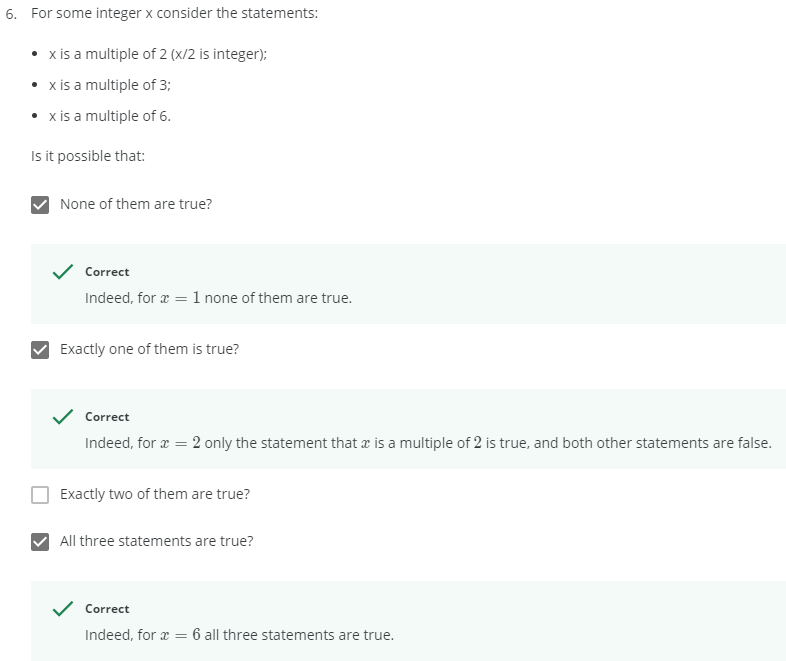 6. For some integer x consider the statements:
• x is a multiple of 2 (x/2 is integer);
• x is a multiple of 3;
• x is a multiple of 6.
Is it possible that:
None of them are true?
Correct
Indeed, for x = 1 none of them are true.
Exactly one of them is true?
Correct
Indeed, for x = 2 only the statement that x is a multiple of 2 is true, and both other statements are false.
Exactly two of them are true?
All three statements are true?
Correct
Indeed, for x = 6 all three statements are true.